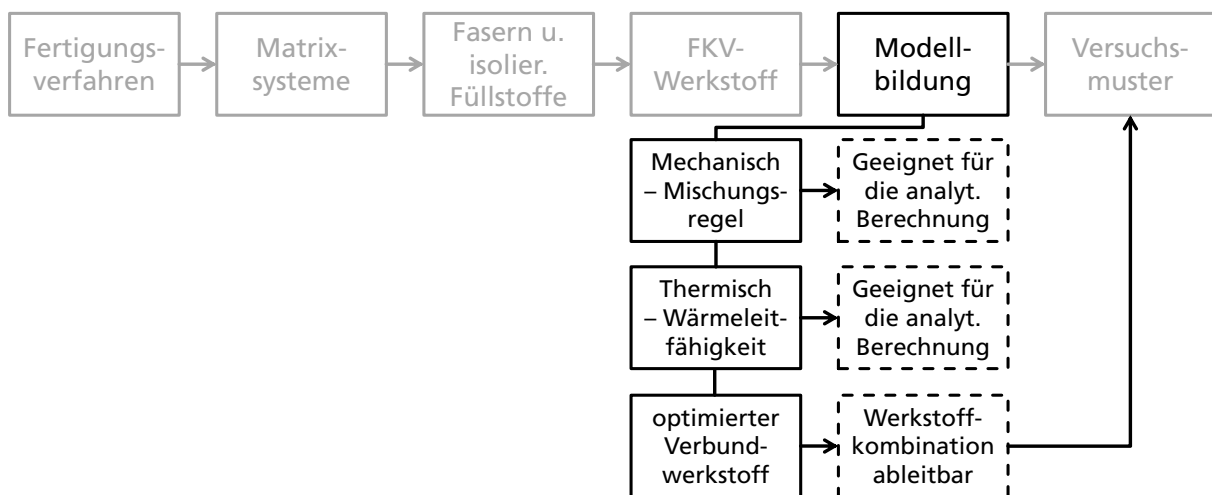 Fertigungs-
verfahren
Matrix-
systeme
Fasern u.
isolier.
Füllstoffe
FKV-
Werkstoff
Modell-
bildung
Versuchs-
muster
Mechanisch
– Mischungs-
regel
Geeignet für
die analyt.
Berechnung
Thermisch
– Wärmeleit-
fähigkeit
Geeignet für
die analyt.
Berechnung
optimierter
Verbund-
werkstoff
Werkstoff-
kombination
ableitbar